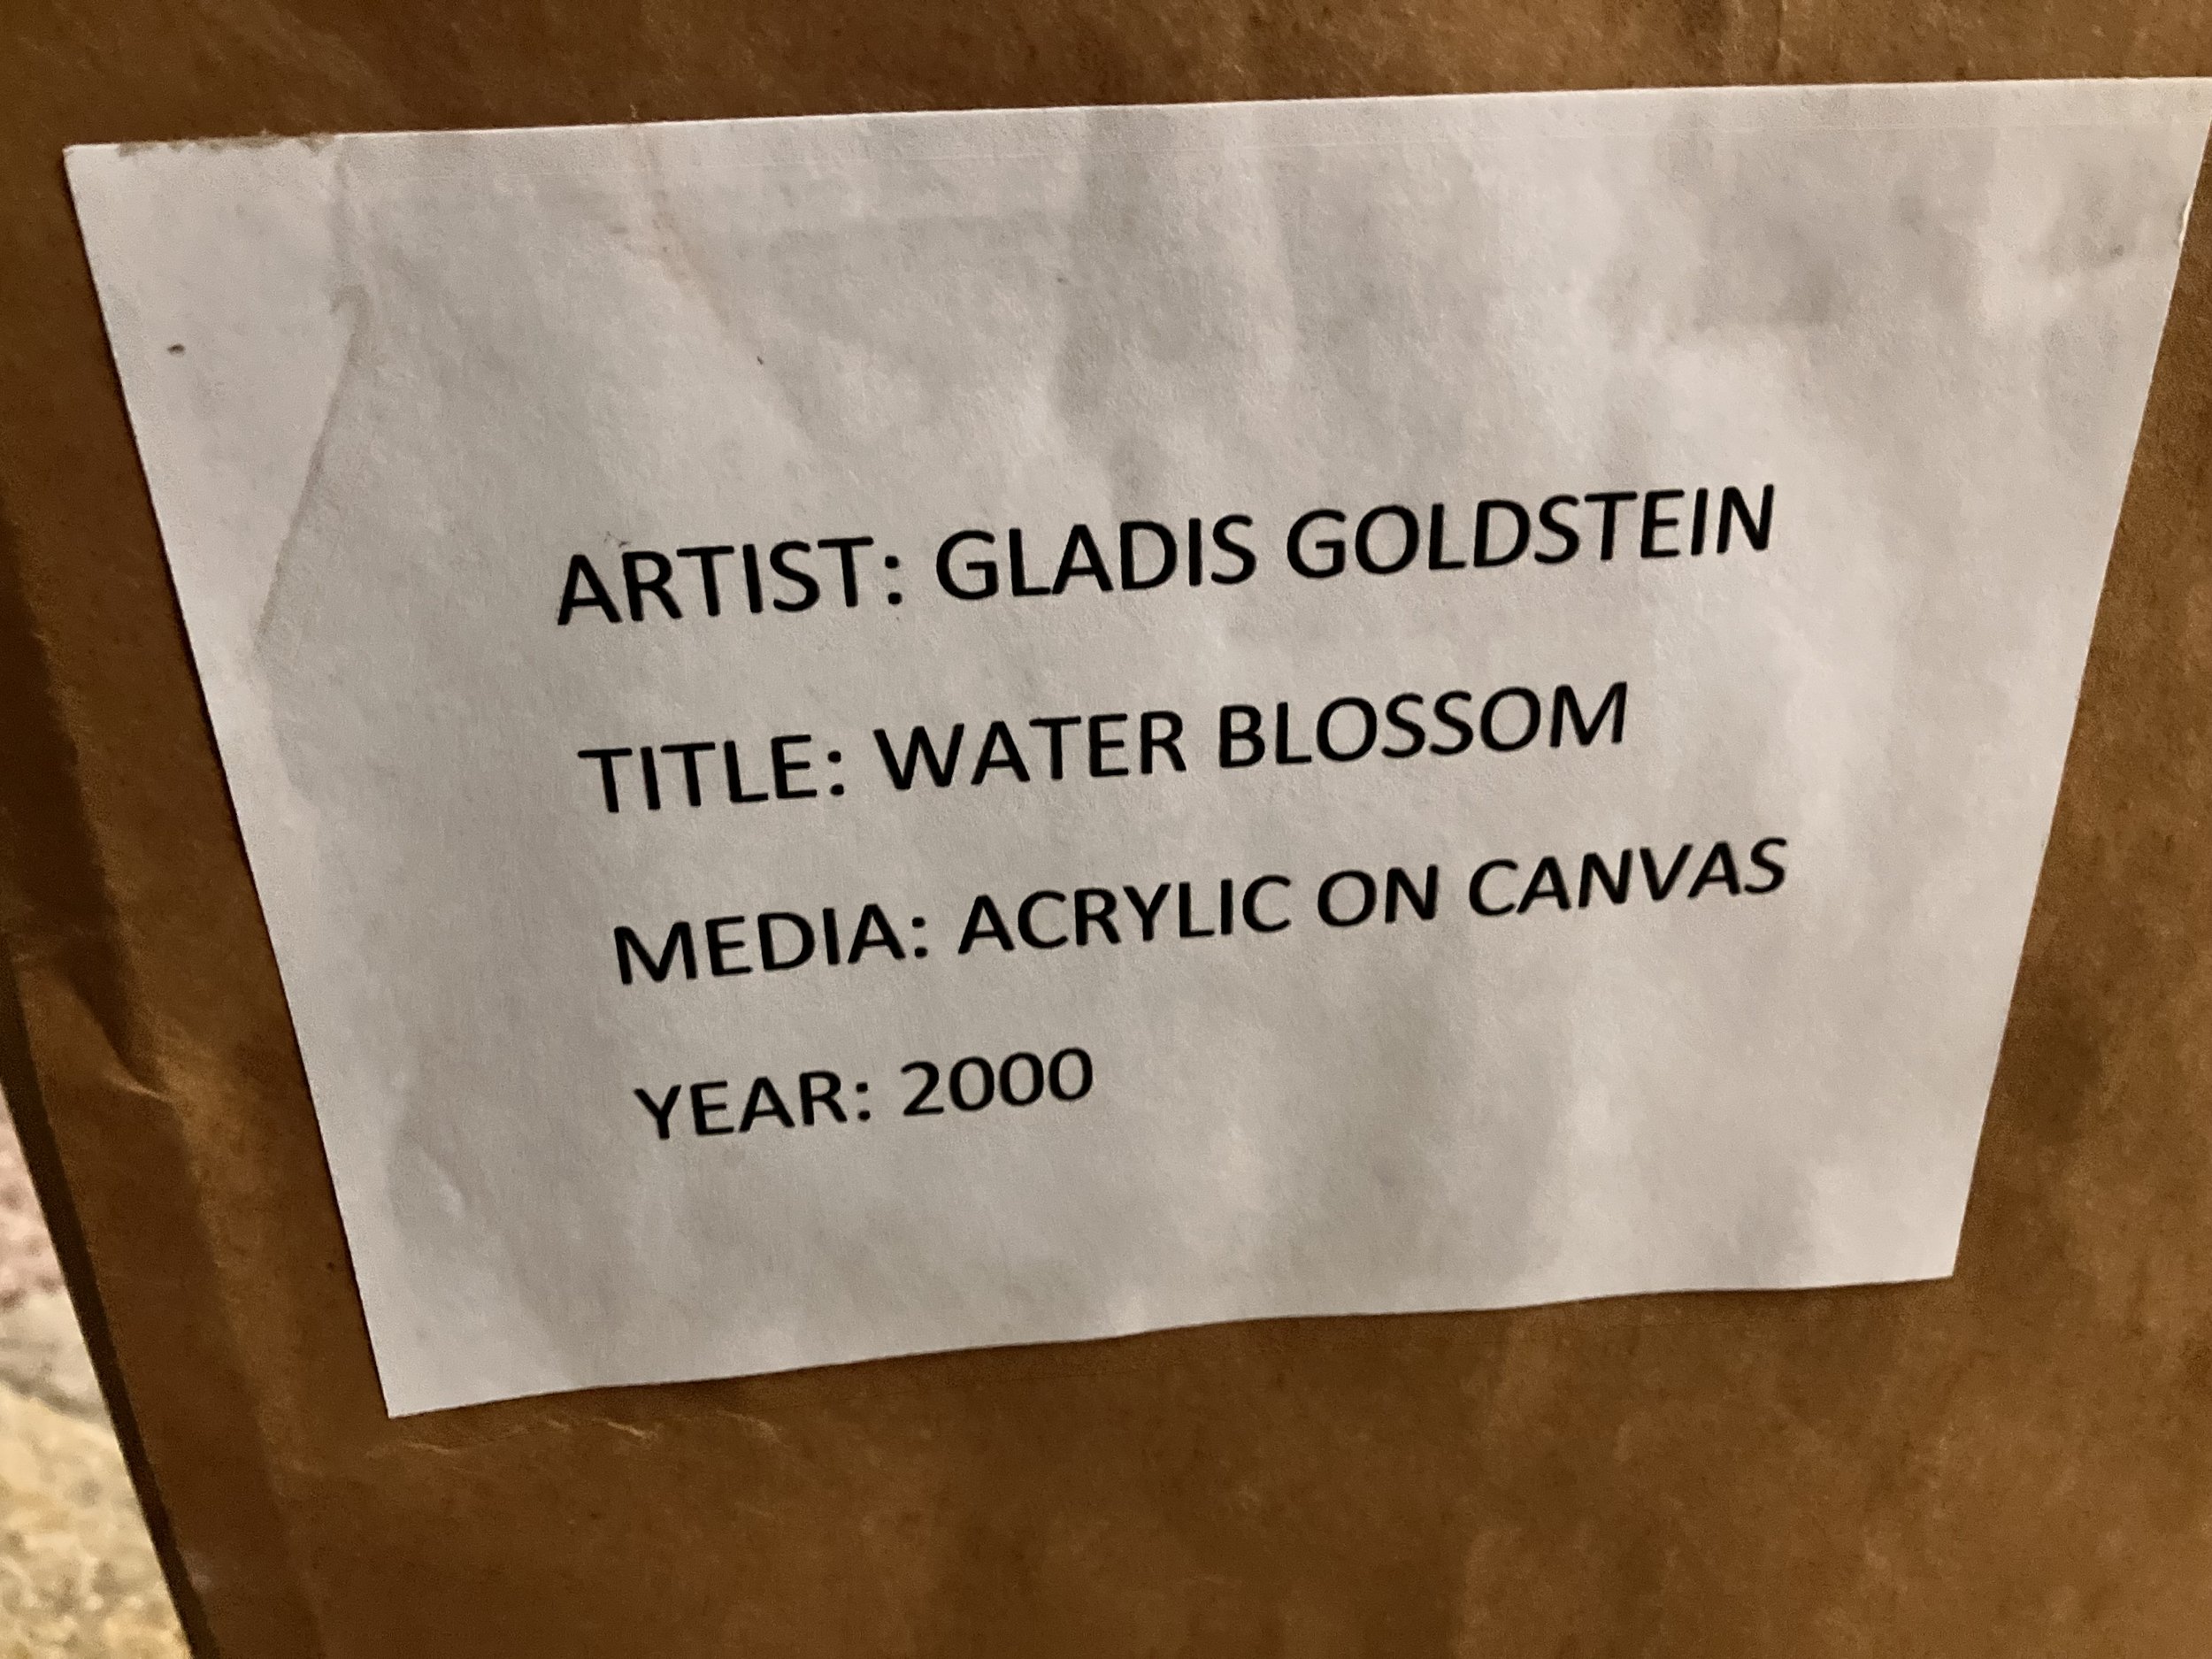 ARTIST: GLADIS GOLDSTEIN
TITLE: WATER BLOSSOM
MEDIA: ACRYLIC ON CANVAS
YEAR: 2000